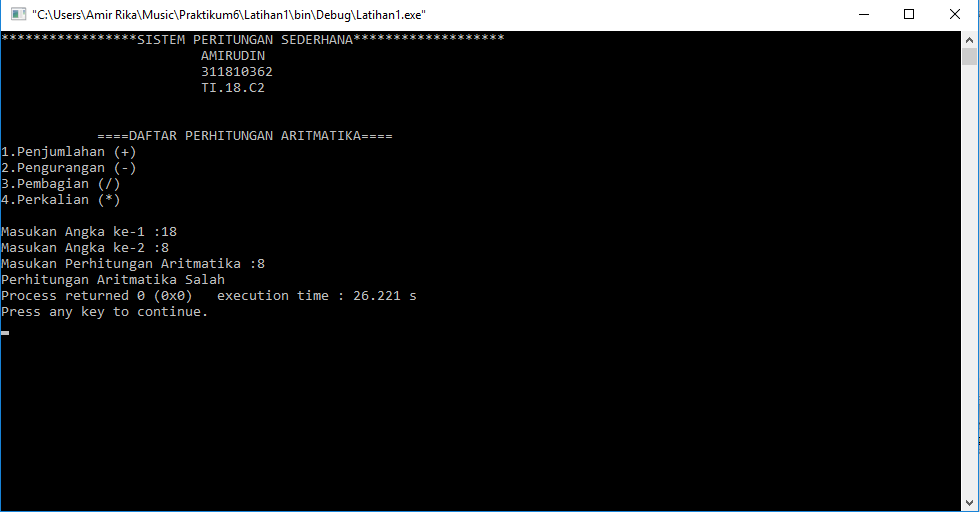 "C:\Users\Amir Rika\Music\Praktikum6\Latihan1\bin\Debug\Latihan1.exe"
*****************SISTEM PERITUNGAN SEDERHANA*******************
AMIRUDIN
311810362
TI.18.C2
====DAFTAR PERHITUNGAN ARITMATIKA====
1.Penjumlahan (+)
2.Pengurangan (-)
3.Pembagian (/)
4.Perkalian (*)
Masukan Angka ke-1 :18
Masukan Angka ke-2 :8
Masukan Perhitungan Aritmatika :8
Perhitungan Aritmatika Salah
Process returned 0 (0x0)   execution time : 26.221 s
Press any key to continue.